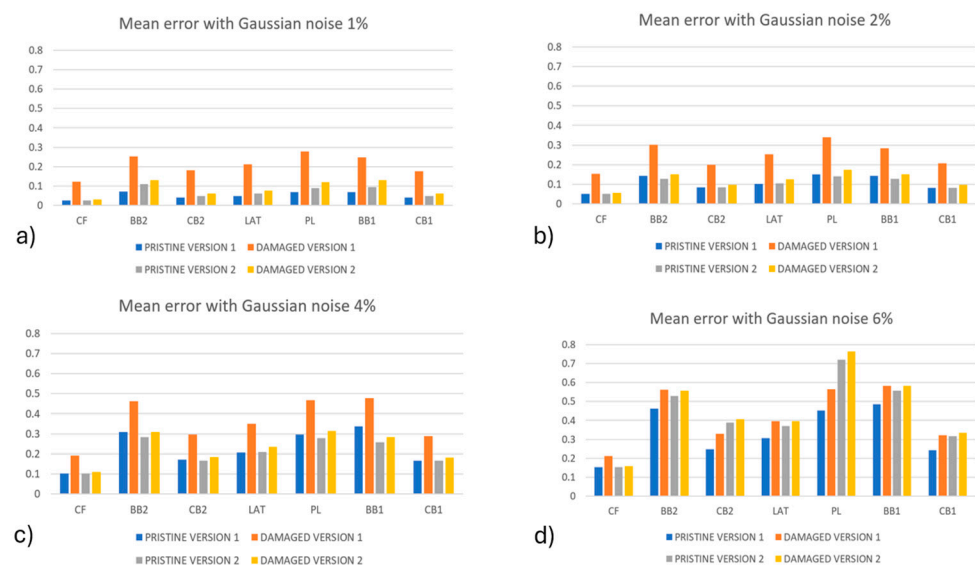 Mean error with Gaussian noise 1%
0.8
0.7
0.6
0.5
0.4
0.3
0.2
0.1
0
CF BB2 CB2 LAT PL BB1 CB1
a)
PRISTINE VERSION 1 DAMAGED VERSION 1
PRISTINE VERSION 2 DAMAGED VERSION 2
Mean error with Gaussian noise 2%
0.8
0.7
0.6
0.5
0.4
0.3
0.2
0.1
0
CF BB2 CB2 LAT PL BB1 CB1
b)
PRISTINE VERSION 1 DAMAGED VERSION 1
PRISTINE VERSION 2 DAMAGED VERSION 2
Mean error with Gaussian noise 4%
0.8
0.7
0.6
0.5
0.4
0.3
0.2
0.1
0
CF BB2 CB2 LAT PL BB1 CB1
c)
PRISTINE VERSION 1 DAMAGED VERSION 1
PRISTINE VERSION 2 DAMAGED VERSION 2
Mean error with Gaussian noise 6%
0.8
0.7
0.6
0.5
0.4
0.3
0.2
0.1
0
CF BB2 CB2 LAT PL BB1 CB1
d)
PRISTINE VERSION 1 DAMAGED VERSION 1
PRISTINE VERSION 2 DAMAGED VERSION 2